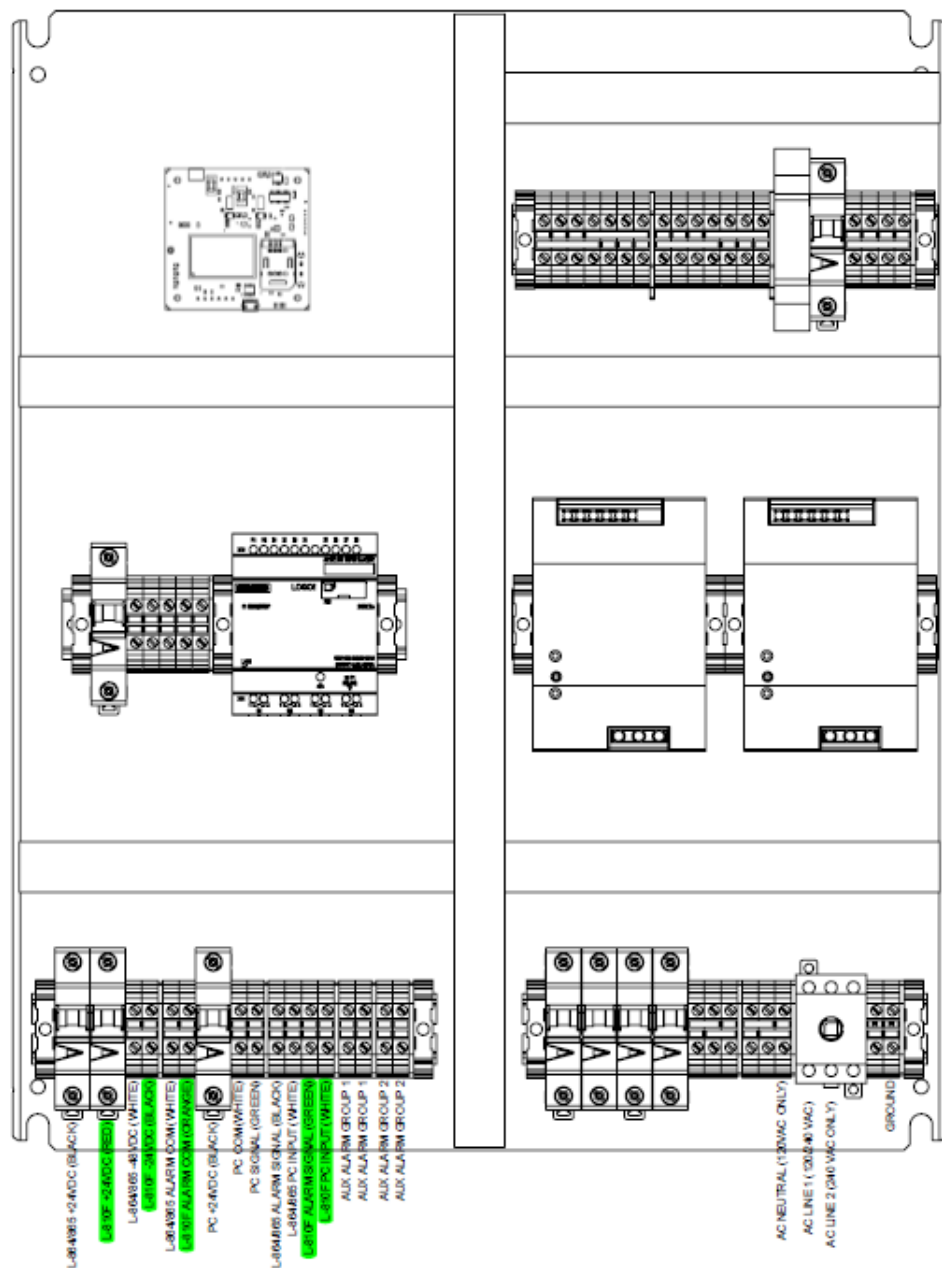 LOGO!
L-864/865 +24VDC (BLACK)
L-810F +24VDC (RED)
L-864/865 -48VDC (WHITE)
L-810F -24VDC (BLACK)
L-864/865 ALARM COM (WHITE)
L-810F ALARM COM (ORANGE)
PC +24VDC (BLACK)
PC COM (WHITE)
PC SIGNAL (GREEN)
L-864/865 ALARM SIGNAL (BLACK)
L-864/865 PC INPUT (WHITE)
L-810F ALARM SIGNAL (GREEN)
L-810F PC INPUT (WHITE)
AUX ALARM GROUP 1
AUX ALARM GROUP 1
AUX ALARM GROUP 2
AUX ALARM GROUP 2
AC NEUTRAL (120VAC ONLY)
AC LINE 1 ( 120/240 VAC)
AC LINE 2 (240 VAC ONLY)
GROUND